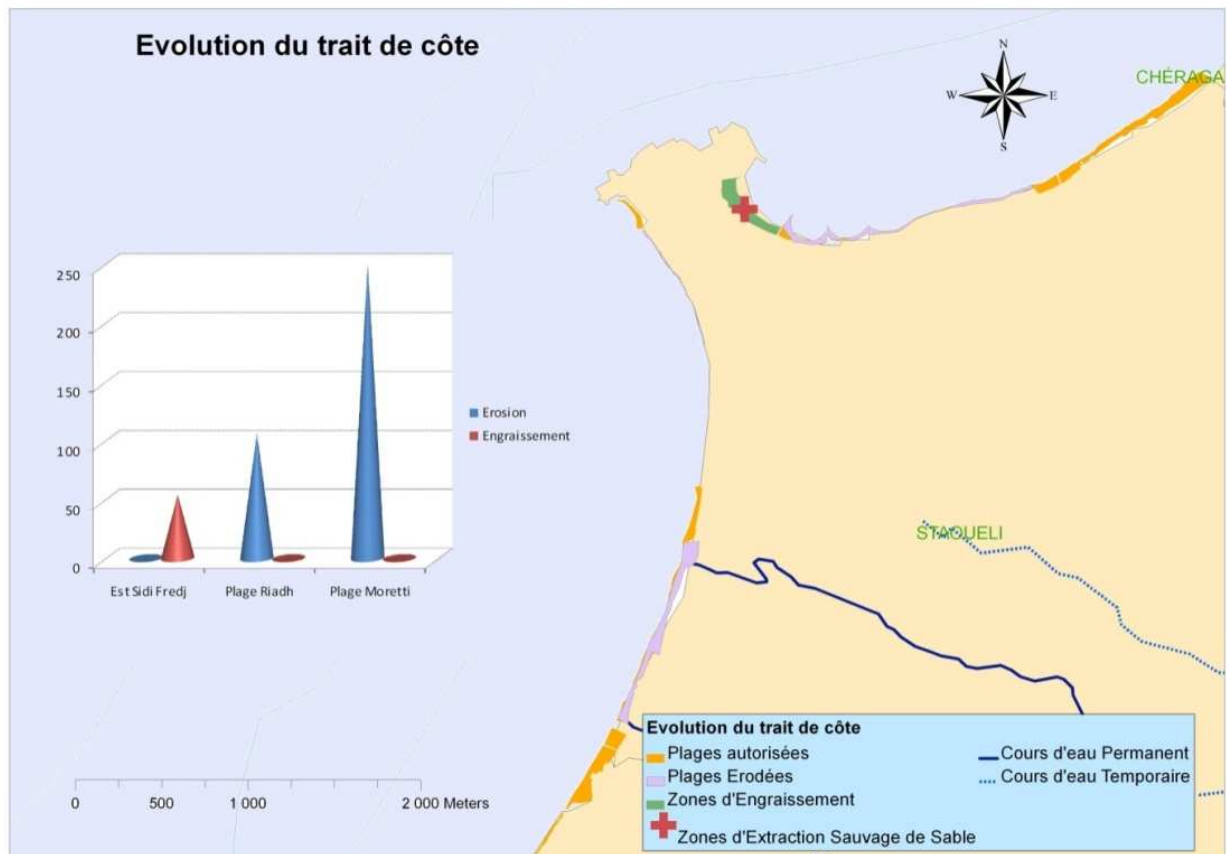 Evolution du trait de côte
N
W
E
S
CHÉRAGA
250
200
150
100
50
0
Est Sidi Fredj
Plage Riadh
Plage Moretti
Erosion
Engraissement
STAOUELI
0
500
1 000
2 000 Meters
Evolution du trait de côte
Plages autorisées
Plages Erodées
Zones d'Engraissement
Zones d'Extraction Sauvage de Sable
Cours d'eau Permanent
Cours d'eau Temporaire